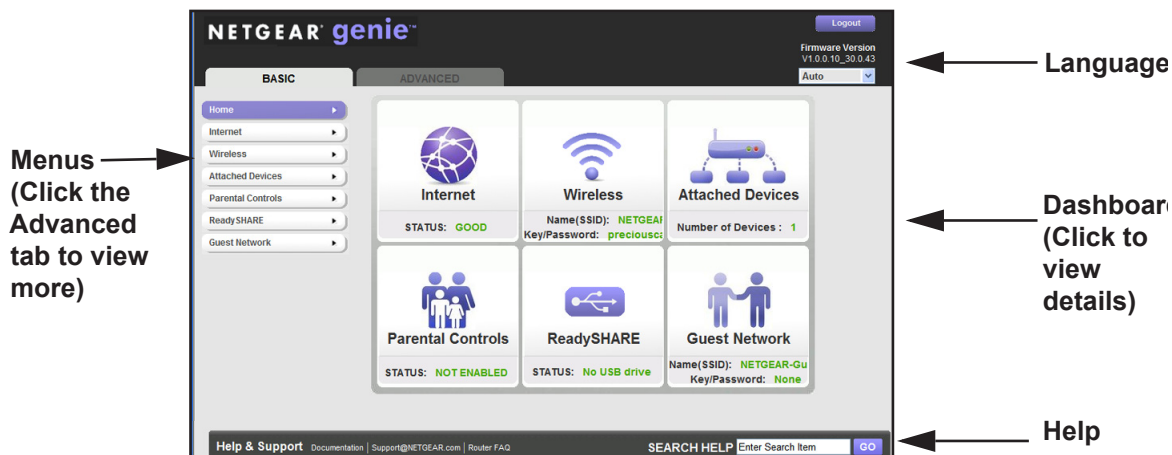 NETGEAR® genie™
Logout
Firmware Version
V1.0.0.10_30.0.43
Auto
BASIC
ADVANCED
Language
Home
Internet
Wireless
Attached Devices
Parental Controls
ReadySHARE
Guest Network
Menus
(Click the
Advanced
tab to view
more)
Internet
STATUS: GOOD
Wireless
Name(SSID): NETGEAR
Key/Password: preciousca
Attached Devices
Number of Devices : 1
Parental Controls
STATUS: NOT ENABLED
ReadySHARE
STATUS: No USB drive
Guest Network
Name(SSID): NETGEAR-Gu
Key/Password: None
Dashboard
(Click to
view
details)
Help & Support Documentation | Support@NETGEAR.com | Router FAQ
SEARCH HELP Enter Search Item GO
Help